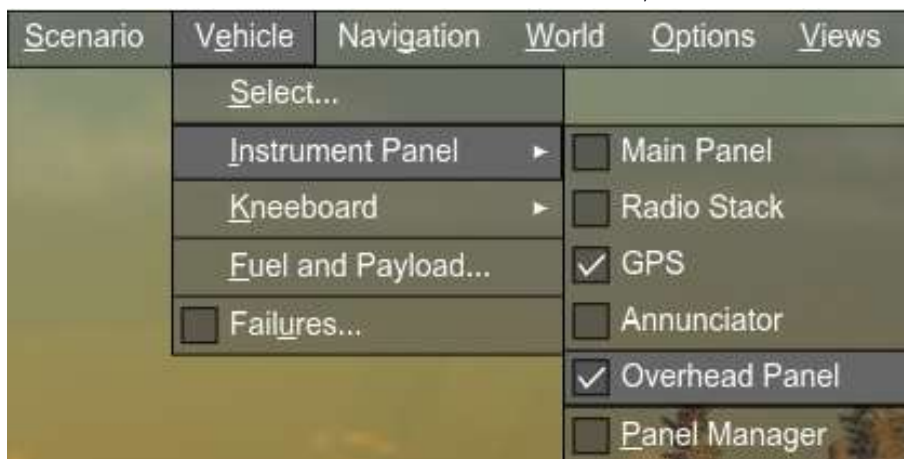 Scenario Vehicle Navigation World Options Views
Select...
Instrument Panel
Kneeboard
Fuel and Payload...
Failures...
Main Panel
Radio Stack
GPS
Annunciator
Overhead Panel
Panel Manager